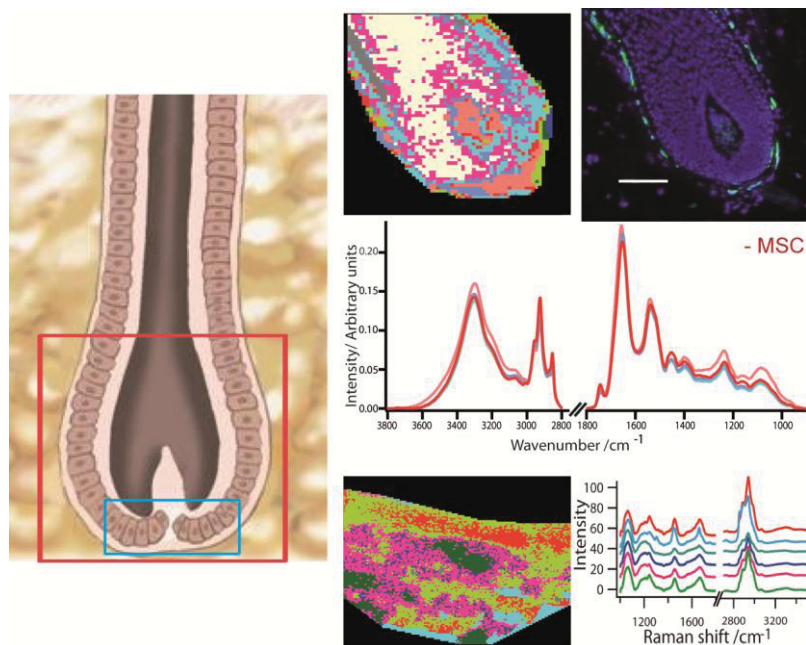 - MSC
Intensity/ Arbitrary units
0.20
0.15
0.10
0.05
0.00
3800 3600 3400 3200 3000 2800 1800 1600 1400 1200 1000
Wavenumber /cm⁻¹
Intensity
100
80
60
40
20
0
1200 1600 2800 3200
Raman shift /cm⁻¹